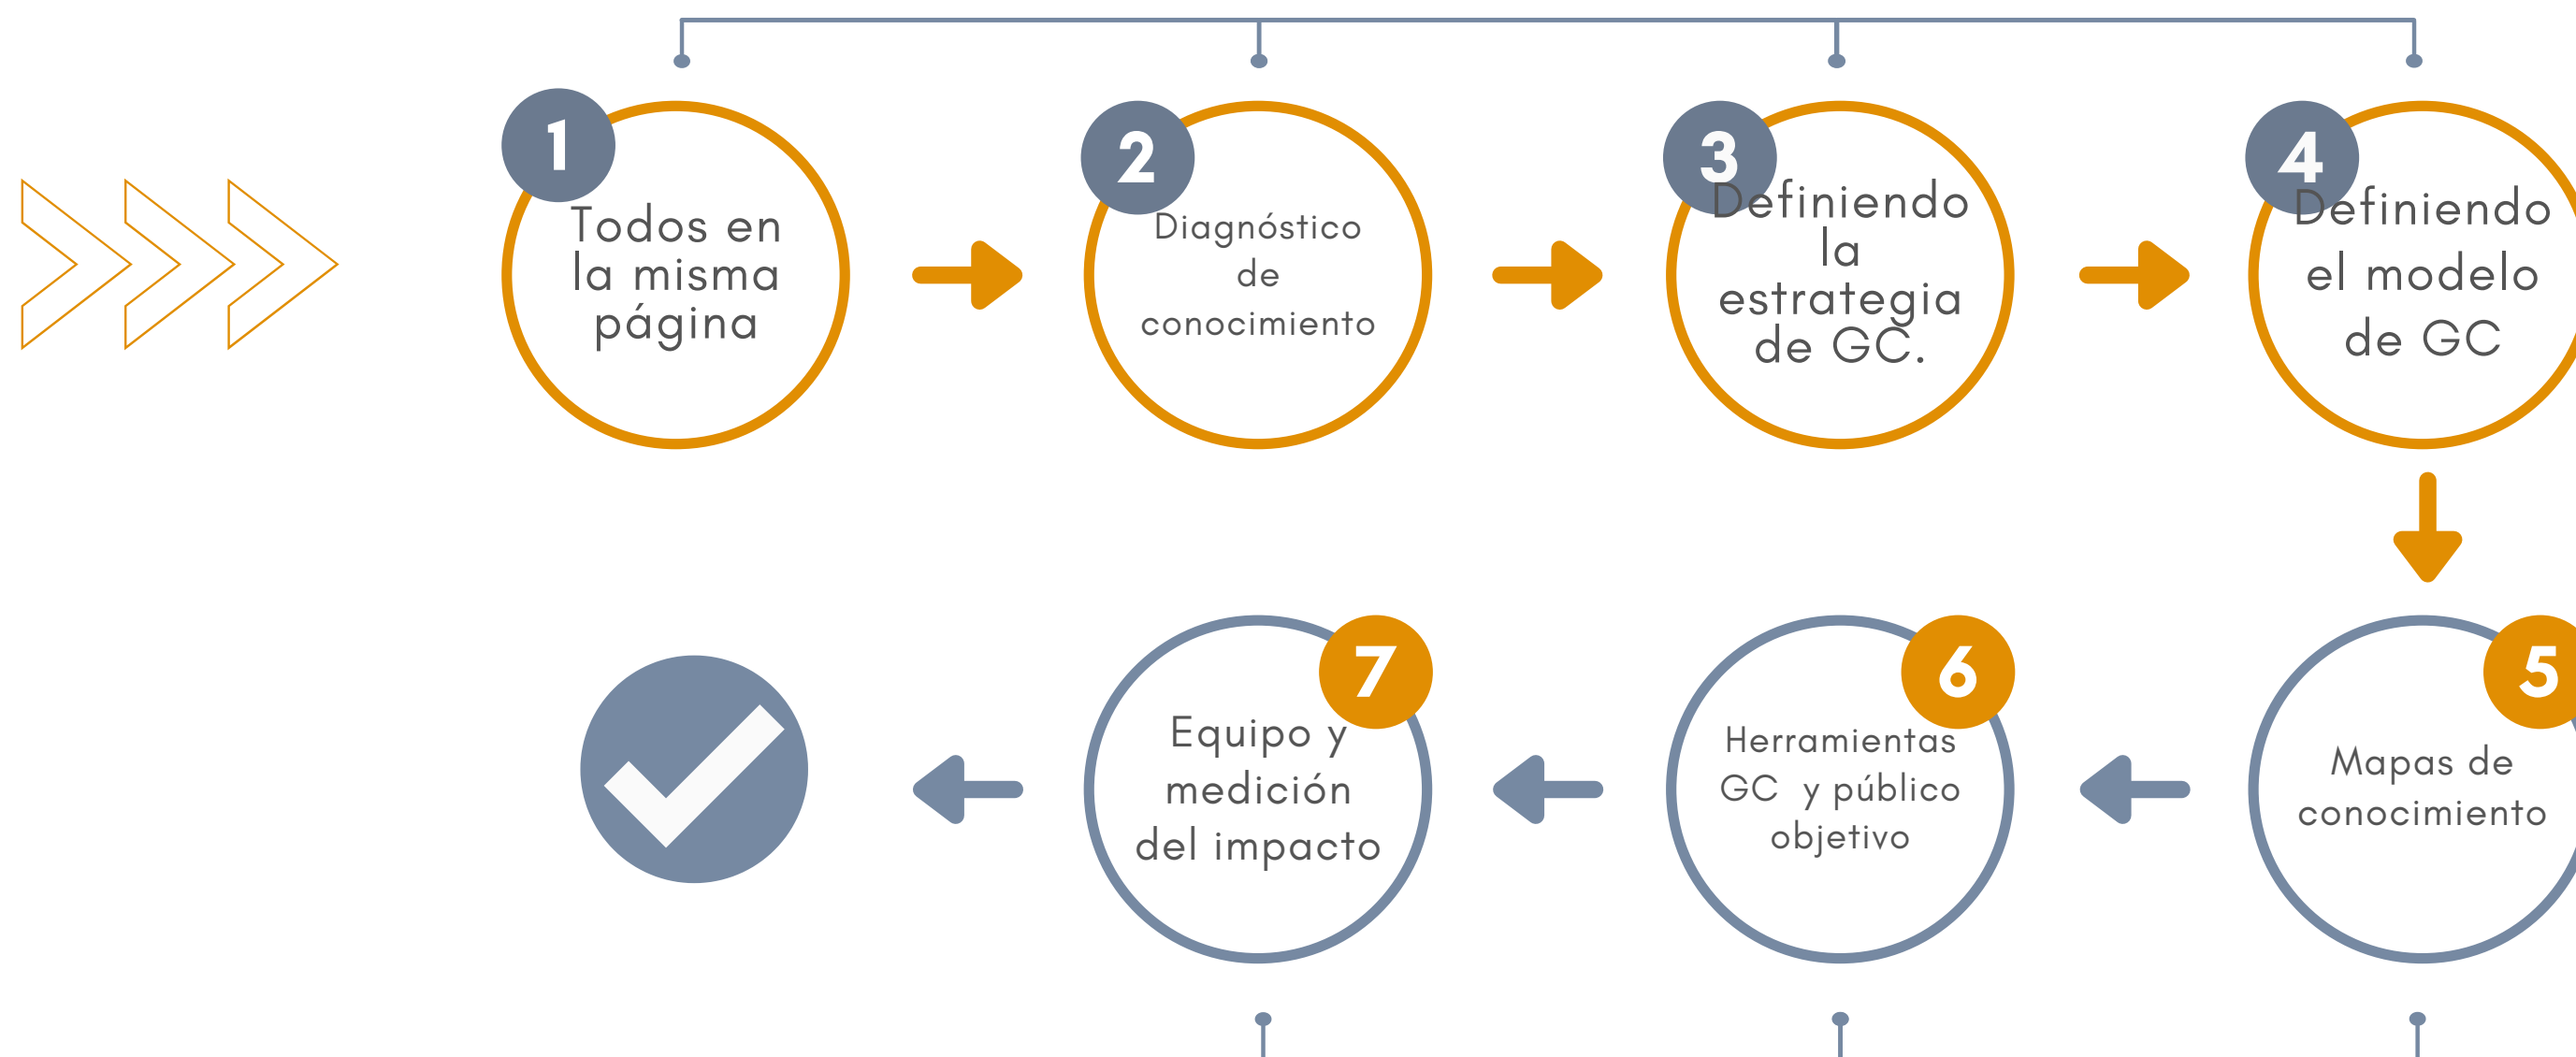 1
Todos en
la misma
página
2
Diagnóstico
de
conocimiento
3
Definiendo
la
estrategia
de GC.
4
Definiendo
el modelo
de GC
5
Mapas de
conocimiento
6
Herramientas
GC y público
objetivo
7
Equipo y
medición
del impacto